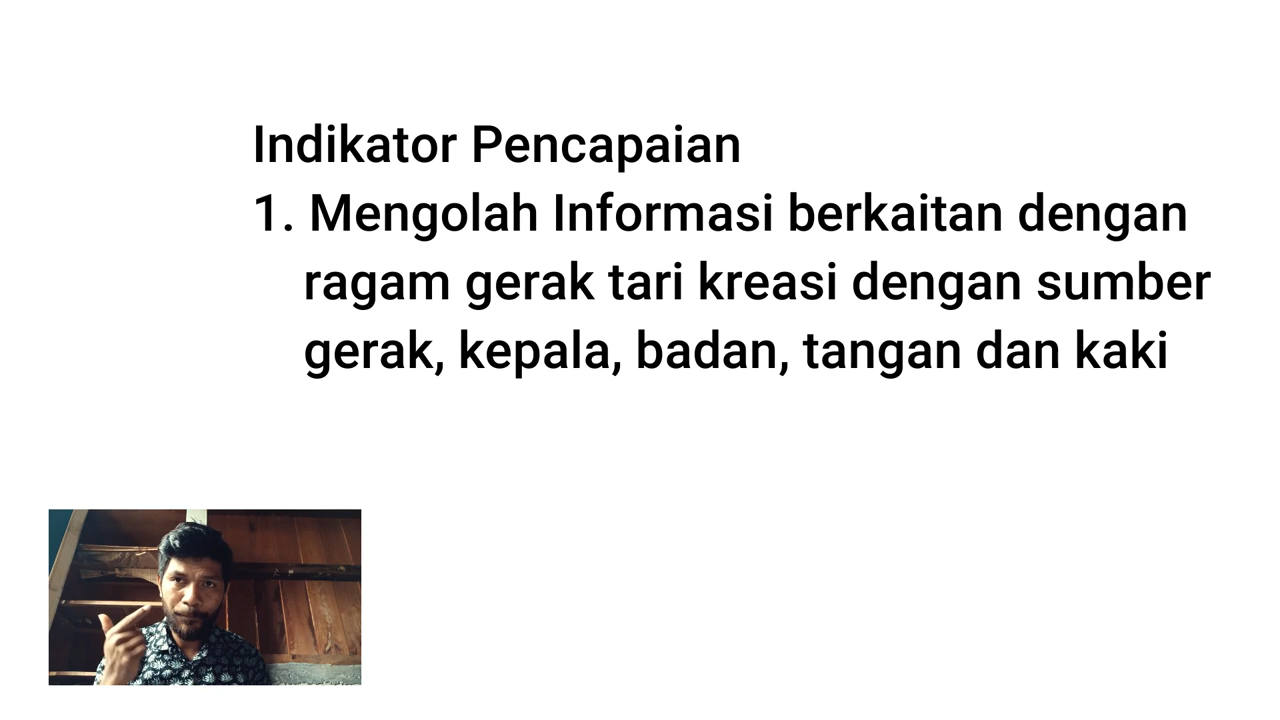 Indikator Pencapaian
1. Mengolah Informasi berkaitan dengan
ragam gerak tari kreasi dengan sumber
gerak, kepala, badan, tangan dan kaki